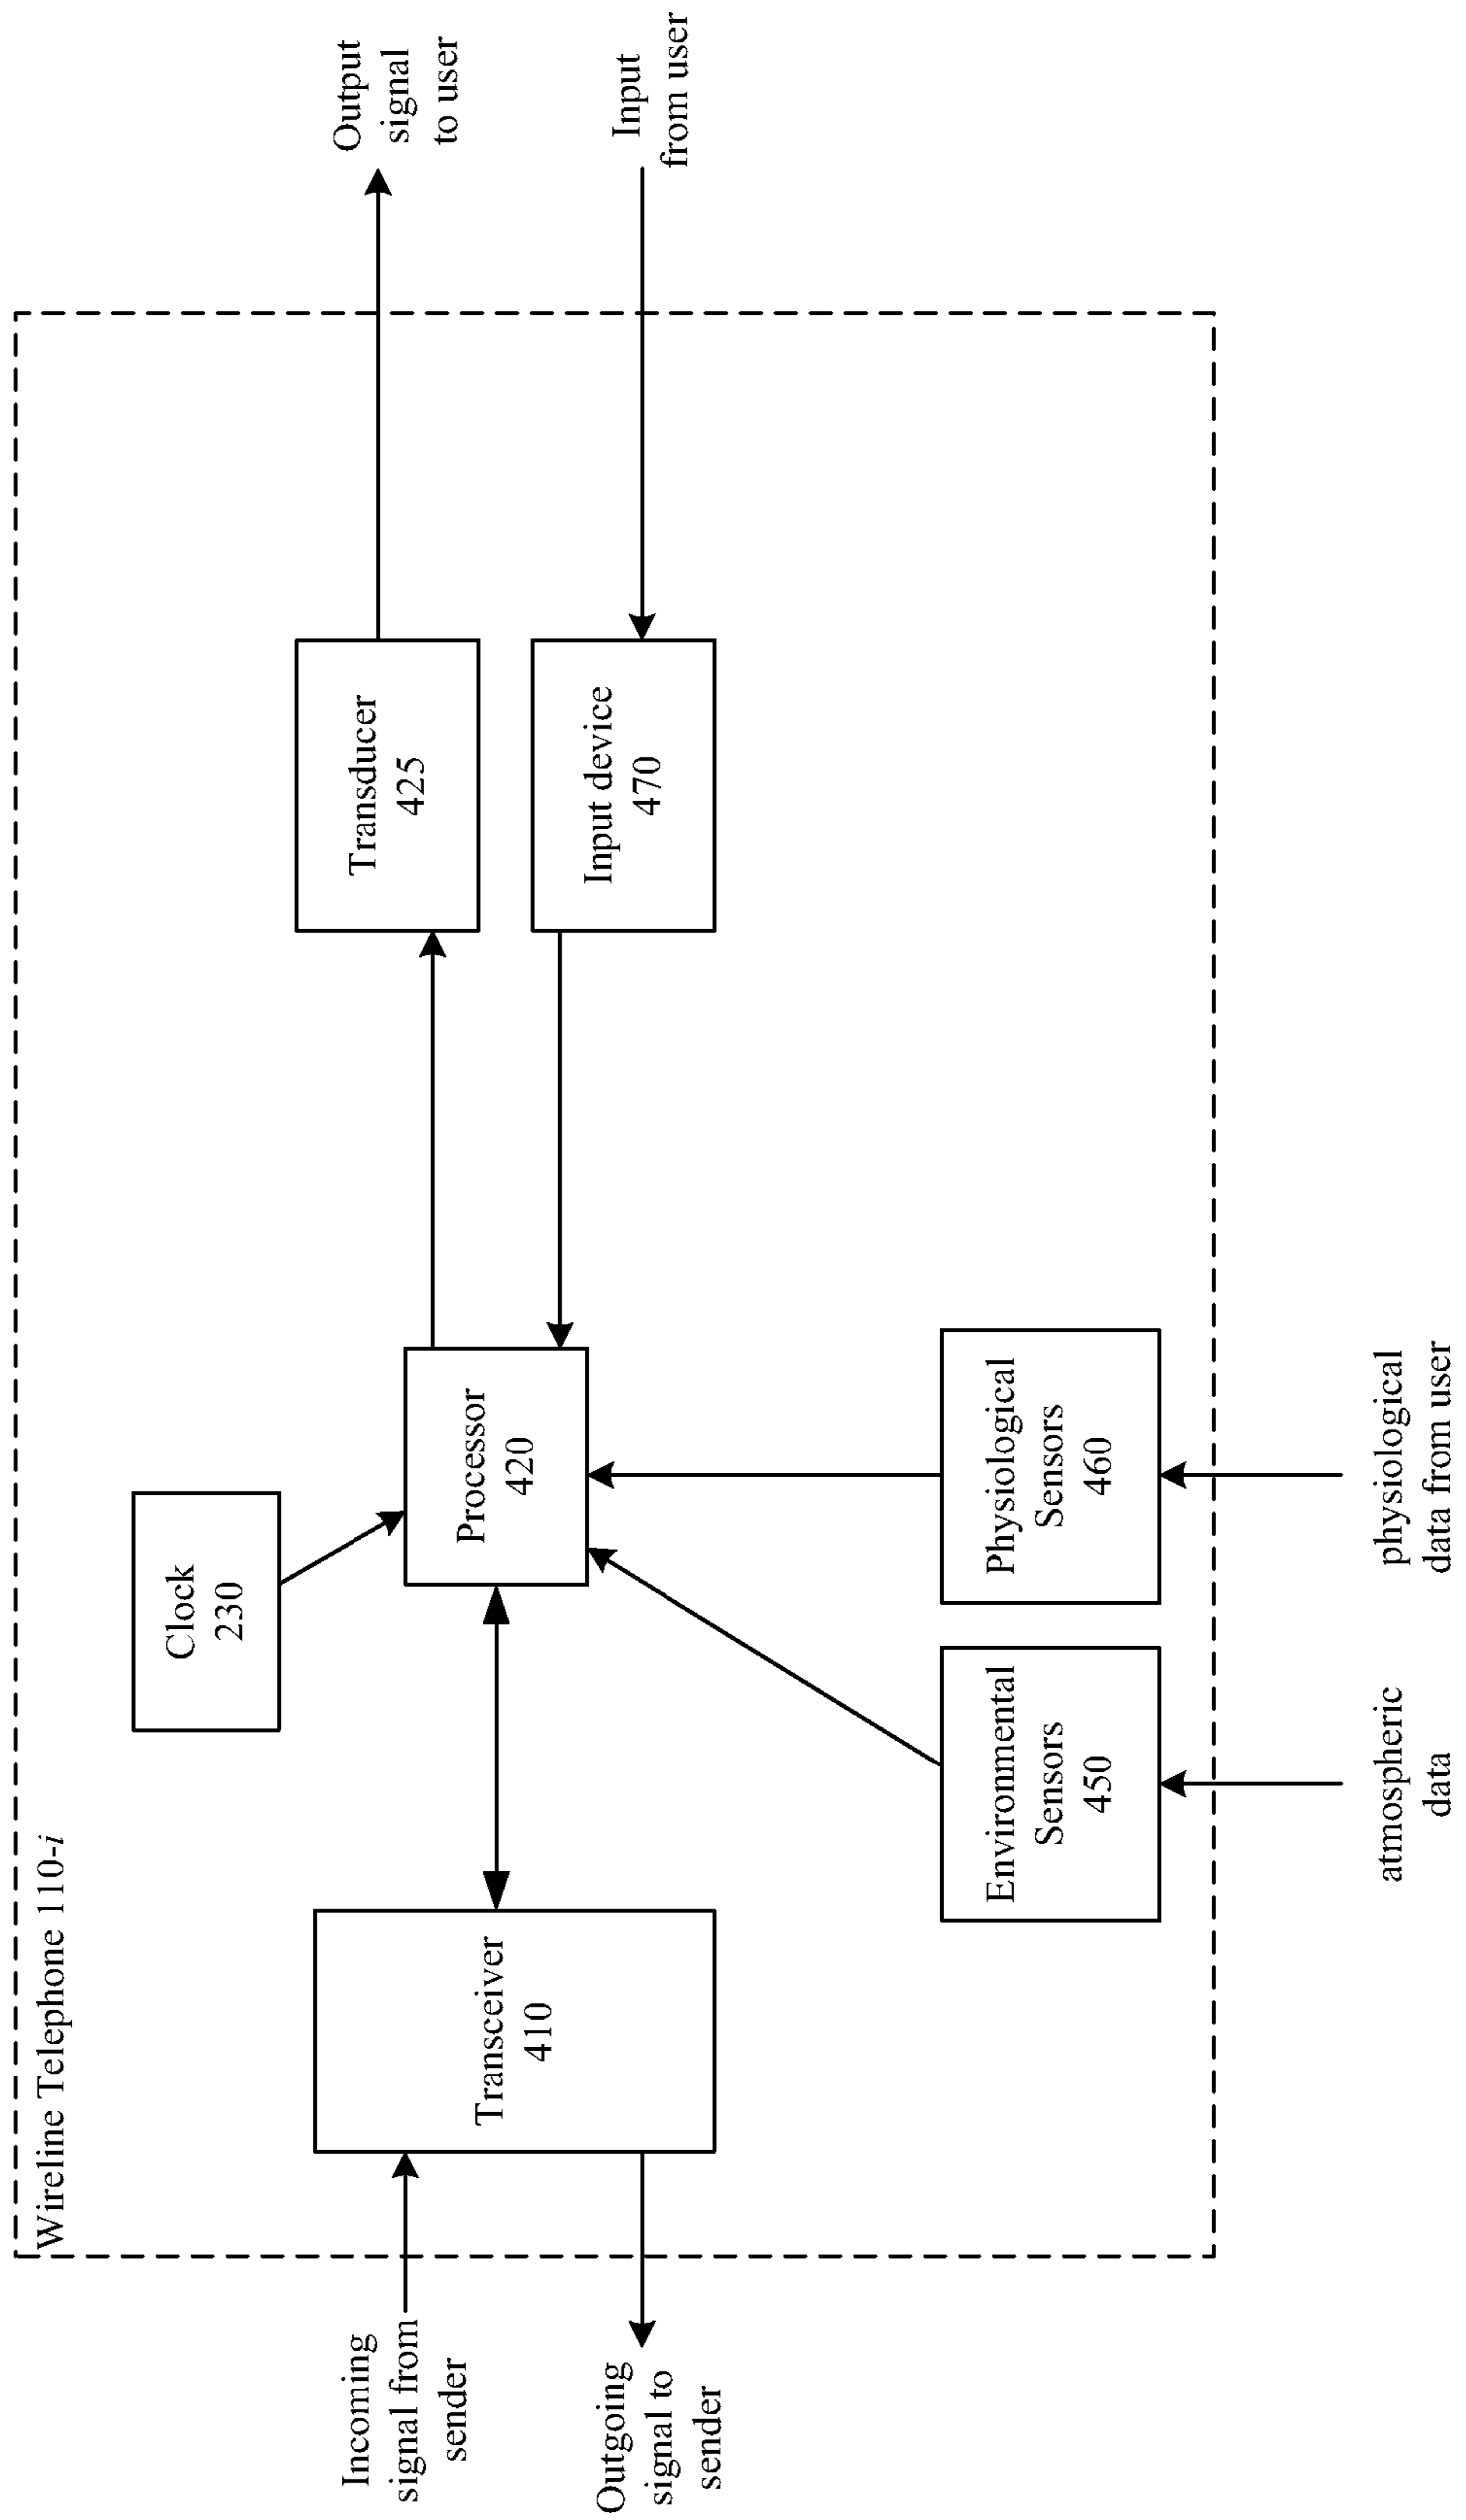 Wireline Telephone 110-i
Clock
230
Incoming
signal from
sender
Outgoing
signal to
sender
Transceiver
410
Processor
420
Transducer
425
Output
signal
to user
Input device
470
Input
from user
Environmental
Sensors
450
Physiological
Sensors
460
atmospheric
data
physiological
data from user